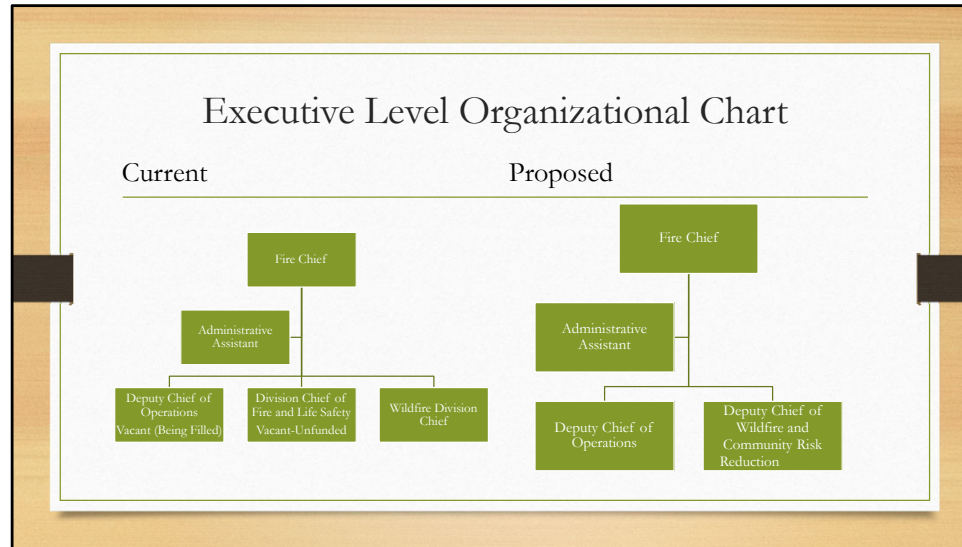 Executive Level Organizational Chart
Current
Fire Chief
Administrative
Assistant
Deputy Chief of
Operations
Vacant (Being Filled)
Division Chief of
Fire and Life Safety
Vacant-Unfunded
Wildfire Division
Chief
Proposed
Fire Chief
Administrative
Assistant
Deputy Chief of
Operations
Deputy Chief of
Wildfire and
Community Risk
Reduction